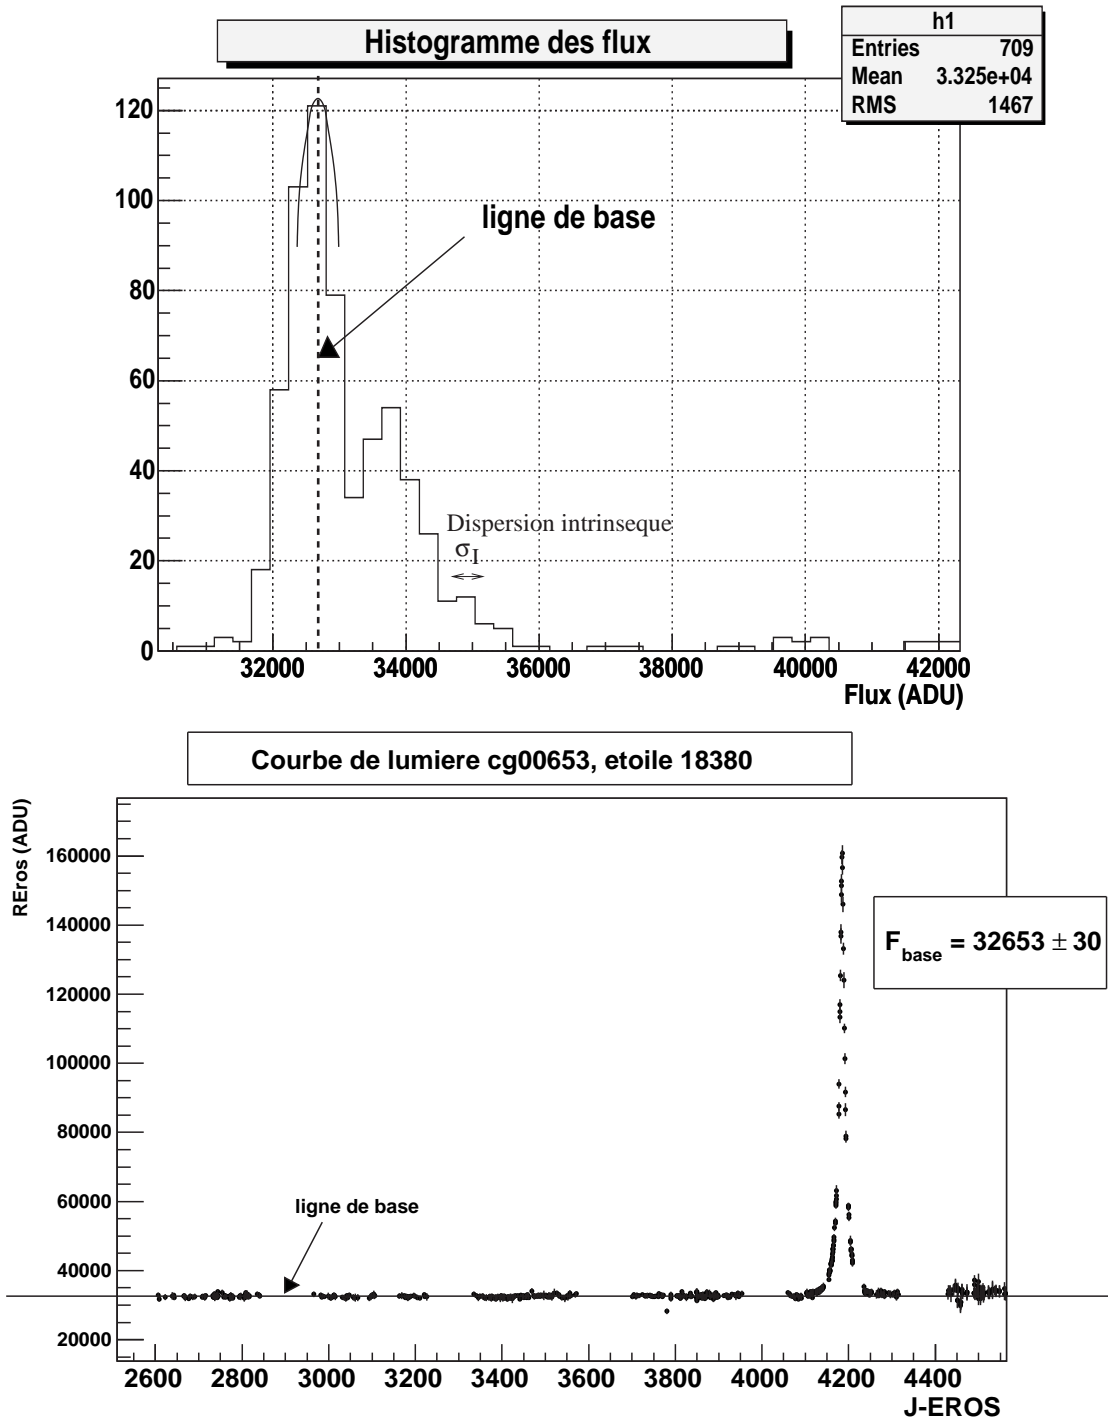 Histogramme des flux
h1
Entries 709
Mean 3.325e+04
RMS 1467
120
100
80
60
40
20
0
ligne de base
Dispersion intrinseque
σI
32000 34000 36000 38000 40000 42000
Flux (ADU)
Courbe de lumiere cg00653, etoile 18380
REros (ADU)
160000
140000
120000
100000
80000
60000
40000
20000
Fbase = 32653 ± 30
ligne de base
2600 2800 3000 3200 3400 3600 3800 4000 4200 4400
J-EROS